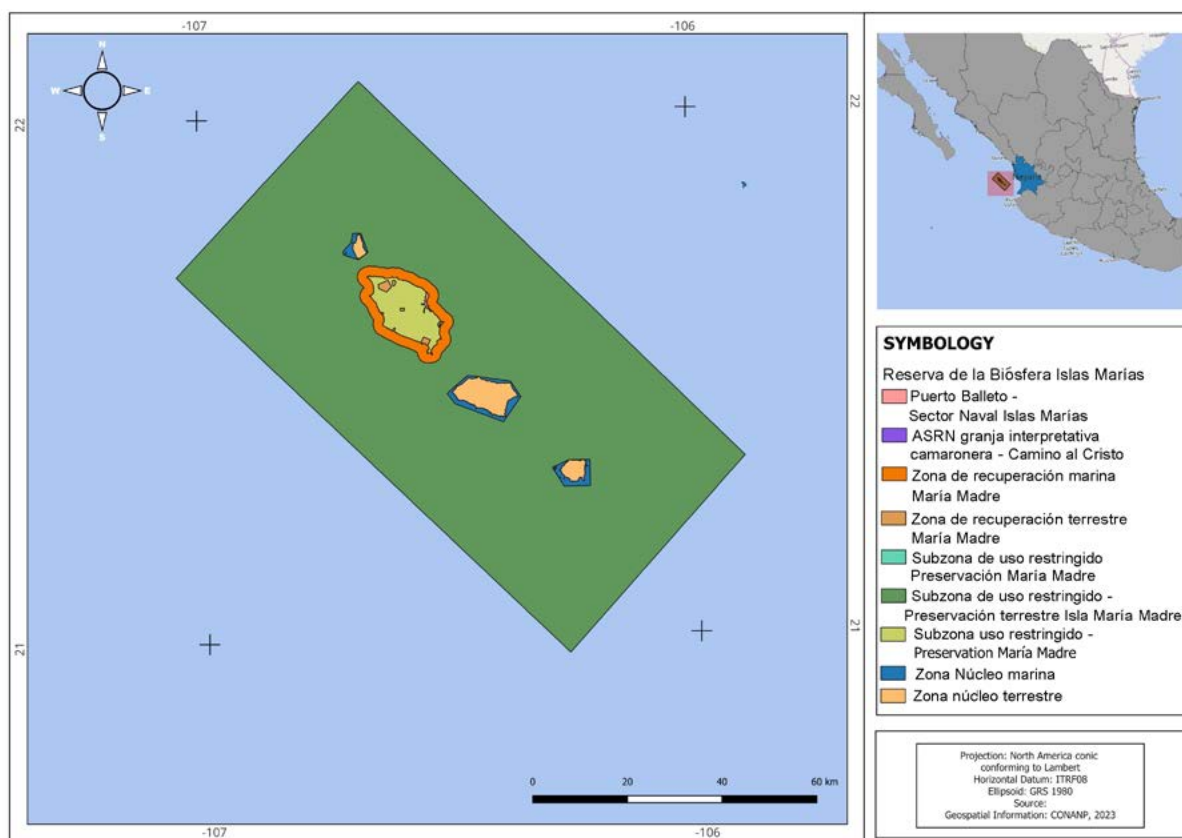 -107
-106
N
W
E
S
22
22
21
21
0
20
40
60 km
-107
-106
SYMBOLOGY
Reserva de la Biósfera Islas Marías
Puerto Balleto -
Sector Naval Islas Marías
ASRN granja interpretativa
camaronera - Camino al Cristo
Zona de recuperación marina
María Madre
Zona de recuperación terrestre
María Madre
Subzona de uso restringido
Preservación María Madre
Subzona de uso restringido -
Preservación terrestre Isla María Madre
Subzona uso restringido -
Preservation María Madre
Zona Núcleo marina
Zona núcleo terrestre
Projection: North America conic
conforming to Lambert
Horizontal Datum: ITRF08
Ellipsoid: GRS 1980
Source:
Geospatial Information: CONANP, 2023